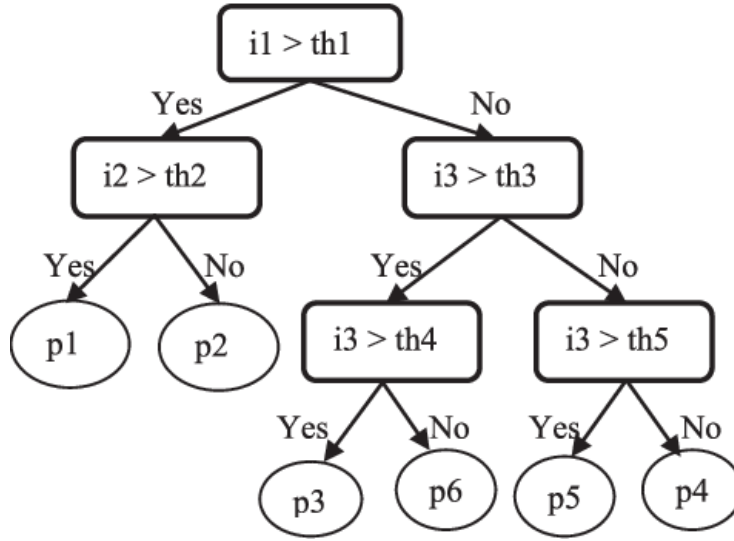 i1 > th1
Yes
No
i2 > th2
i3 > th3
Yes
No
Yes
No
p1
p2
i3 > th4
i3 > th5
Yes
No
Yes
No
p3
p6
p5
p4